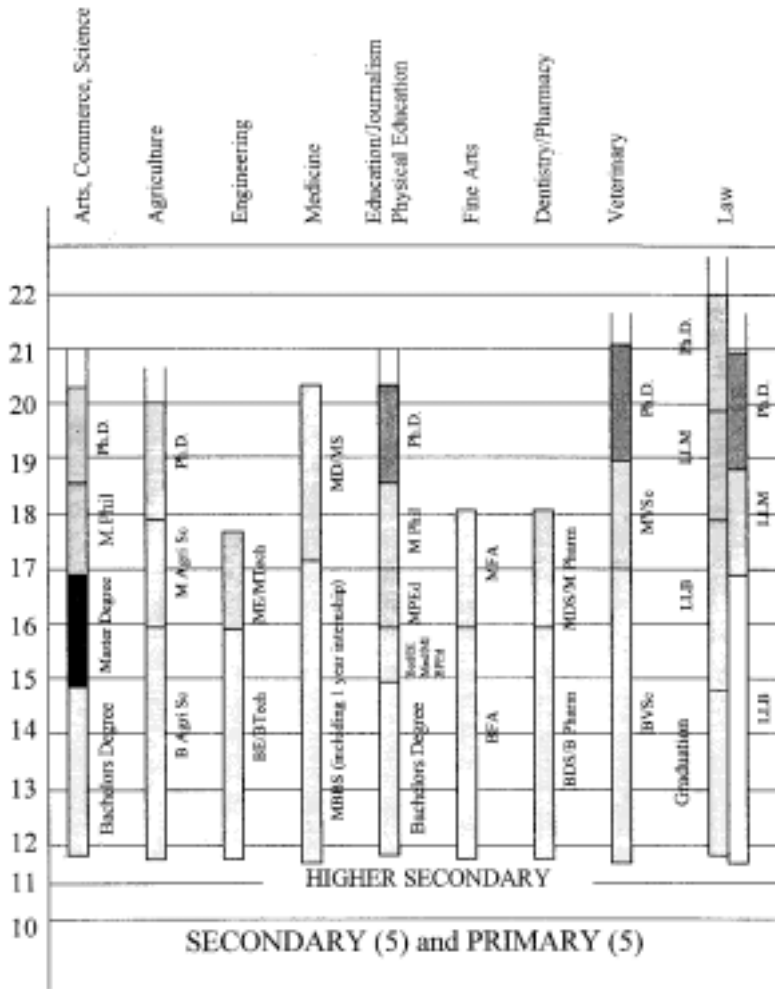 Arts, Commerce, Science
Agriculture
Engineering
Medicine
Education/Journalism
Physical Education
Fine Arts
Dentistry/Pharmacy
Veterinary
Law
22
21
20
19
18
17
16
15
14
13
12
11
10
Bachelors Degree
Master Degree
M.Phil
Ph.D.
B Agri Sc
M Agri Sc
Ph.D.
BE/BTech
ME/MTech
MBBS (including 1 year internship)
MD/MS
Bachelors Degree
BPEd
MPEd
M Phil
Ph.D.
BFA
MFA
BDS/B Pharm
MDS/M Pharm
BVSc
MVSc
Ph.D.
Graduation
LLB
LLM
Ph.D.
LLB
LLM
Ph.D.
HIGHER SECONDARY
SECONDARY (5) and PRIMARY (5)